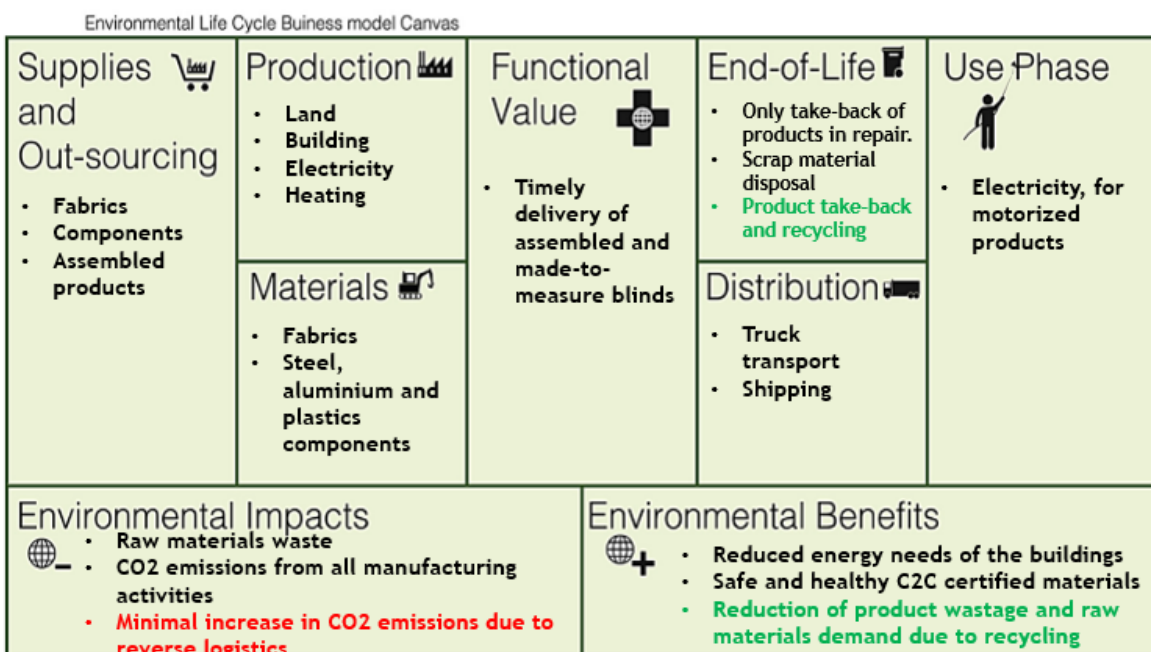 Environmental Life Cycle Buiness model Canvas
Supplies
and
Out-sourcing
• Fabrics
• Components
• Assembled
products
Production
• Land
• Building
• Electricity
• Heating
Materials
• Fabrics
• Steel,
aluminium and
plastics
components
Functional
Value
• Timely
delivery of
assembled and
made-to-
measure blinds
End-of-Life
• Only take-back of
products in repair.
• Scrap material
disposal
• Product take-back
and recycling
Distribution
• Truck
transport
• Shipping
Use Phase
• Electricity, for
motorized
products
Environmental Impacts
• Raw materials waste
• CO2 emissions from all manufacturing
activities
• Minimal increase in CO2 emissions due to
reverse logistics
Environmental Benefits
• Reduced energy needs of the buildings
• Safe and healthy C2C certified materials
• Reduction of product wastage and raw
materials demand due to recycling